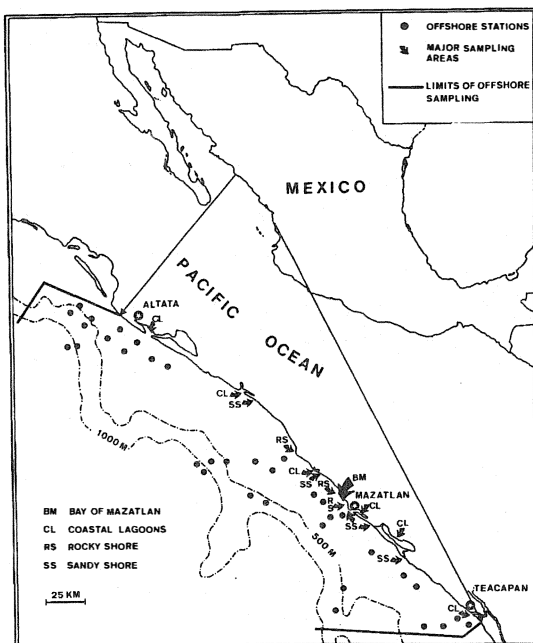 OFFSHORE STATIONS
MAJOR SAMPLING
AREAS
LIMITS OF OFFSHORE
SAMPLING
MEXICO
PACIFIC
OCEAN
ALTATA
CL
CL
SS
1000 M
RS
CL
SS
RS
BM
RS
MAZATLAN
CL
SS
CL
500 M
SS
TEACAPAN
CL
BM BAY OF MAZATLAN
CL COASTAL LAGOONS
RS ROCKY SHORE
SS SANDY SHORE
25 KM